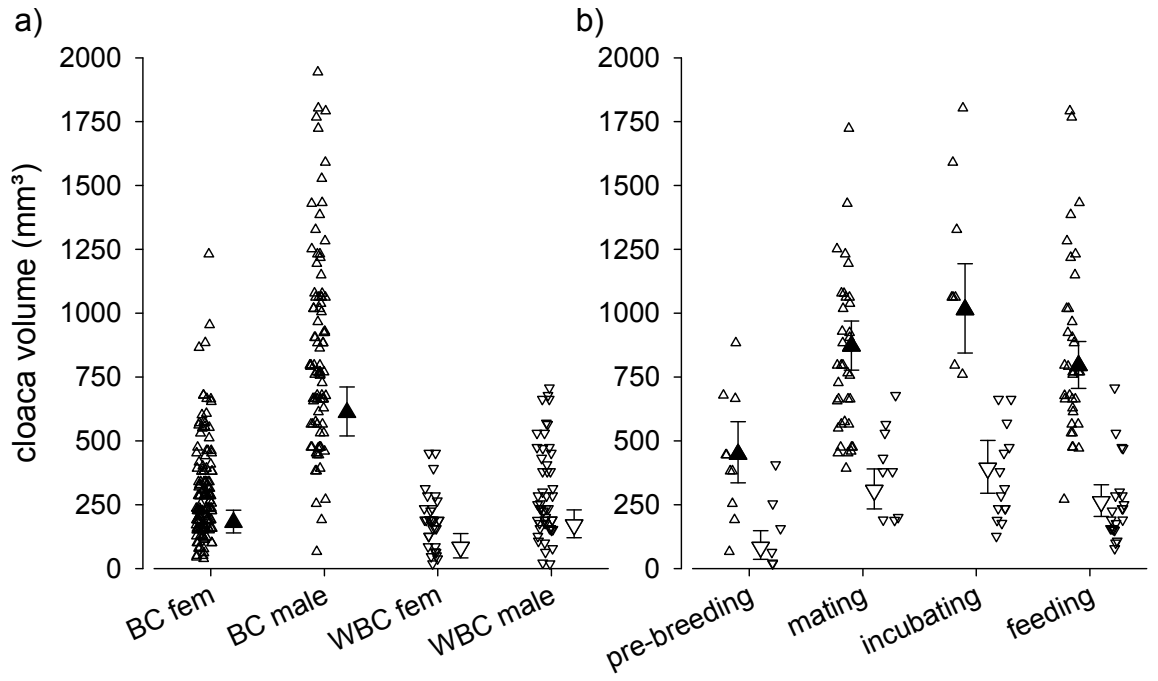 a)
b)
cloaca volume (mm³)
2000
1750
1500
1250
1000
750
500
250
0
BC fem
BC male
WBC fem
WBC male
2000
1750
1500
1250
1000
750
500
250
0
pre-breeding
mating
incubating
feeding